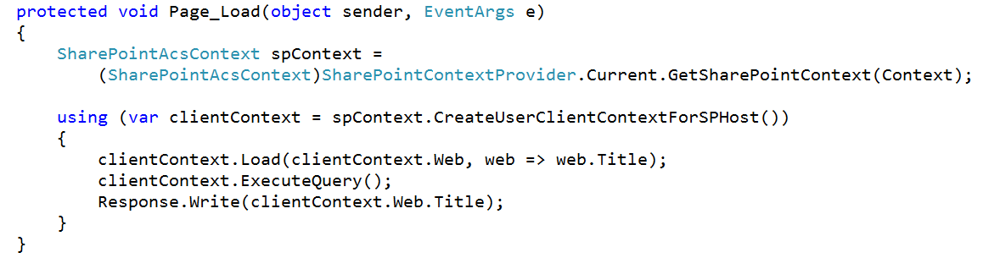 protected void Page_Load(object sender, EventArgs e)
{
    SharePointAcsContext spContext =
        (SharePointAcsContext)SharePointContextProvider.Current.GetSharePointContext(Context);

    using (var clientContext = spContext.CreateUserClientContextForSPHost())
    {
        clientContext.Load(clientContext.Web, web => web.Title);
        clientContext.ExecuteQuery();
        Response.Write(clientContext.Web.Title);
    }
}